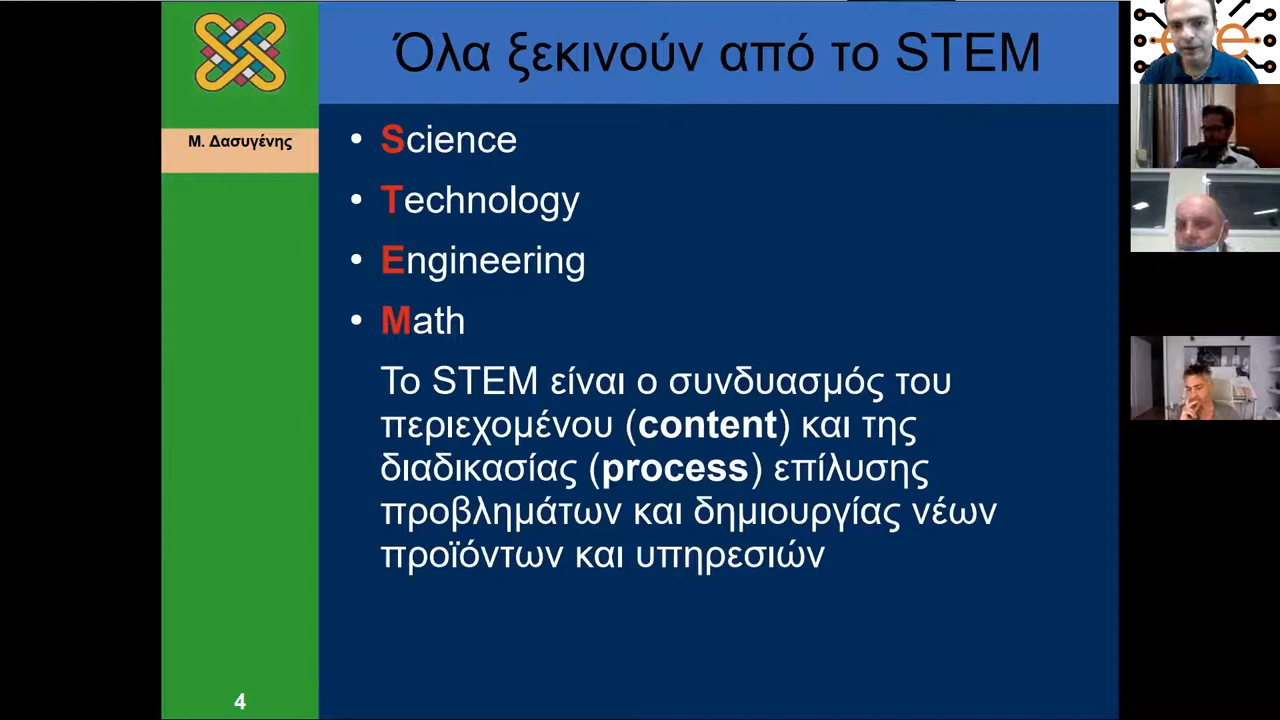 Όλα ξεκινούν από το STEM
Μ. Δασυγένης
• Science
• Technology
• Engineering
• Math
Το STEM είναι ο συνδυασμός του
περιεχομένου (content) και της
διαδικασίας (process) επίλυσης
προβλημάτων και δημιουργίας νέων
προϊόντων και υπηρεσιών
4